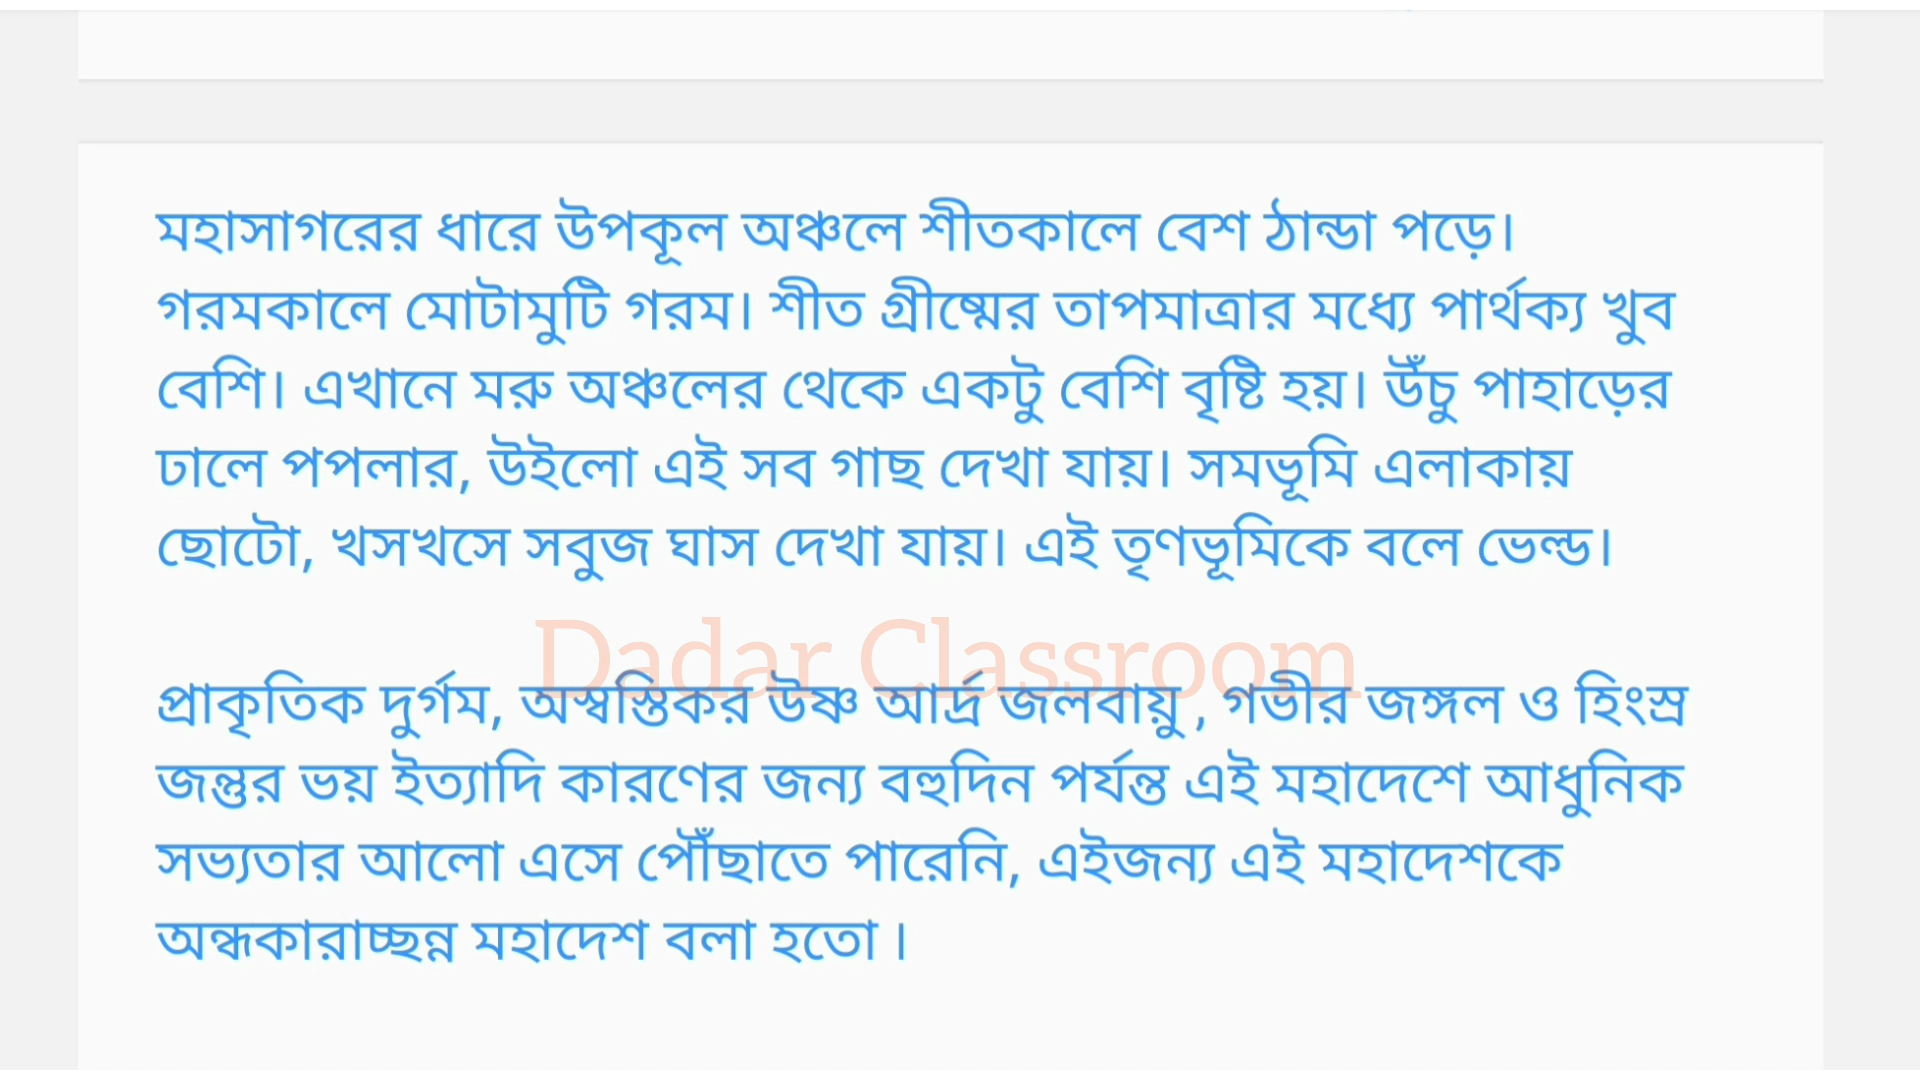 মহাসাগরের ধারে উপকূল অঞ্চলে শীতকালে বেশ ঠান্ডা পড়ে।
গরমকালে মোটামুটি গরম। শীত গ্রীষ্মের তাপমাত্রার মধ্যে পার্থক্য খুব
বেশি। এখানে মরু অঞ্চলের থেকে একটু বেশি বৃষ্টি হয়। উঁচু পাহাড়ের
ঢালে পপলার, উইলো এই সব গাছ দেখা যায়। সমভূমি এলাকায়
ছোটো, খসখসে সবুজ ঘাস দেখা যায়। এই তৃণভূমিকে বলে ভেল্ড।
Dadar Classroom
প্রাকৃতিক দুর্গম, অস্বস্তিকর উষ্ণ আর্দ্র জলবায়ু , গভীর জঙ্গল ও হিংস্র
জন্তুর ভয় ইত্যাদি কারণের জন্য বহুদিন পর্যন্ত এই মহাদেশে আধুনিক
সভ্যতার আলো এসে পৌঁছাতে পারেনি, এইজন্য এই মহাদেশকে
অন্ধকারাচ্ছন্ন মহাদেশ বলা হতো ।